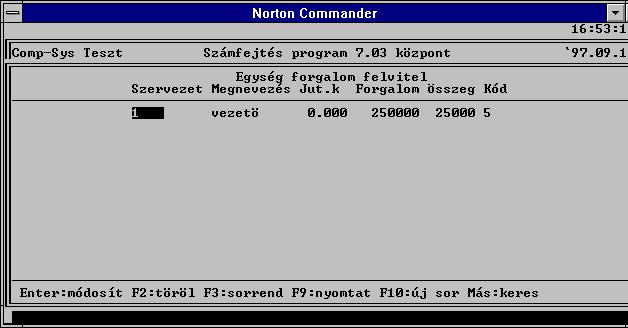 Norton Commander
16:53:1
Comp-Sys Teszt Számfejtés program 7.03 központ `97.09.1
Egység forgalom felvitel
Szervezet Megnevezés Jut.k Forgalom összeg Kód
1 vezetö 0.000 250000 25000 5
Enter:módosít F2:töröl F3:sorrend F9:nyomtat F10:új sor Más:keres